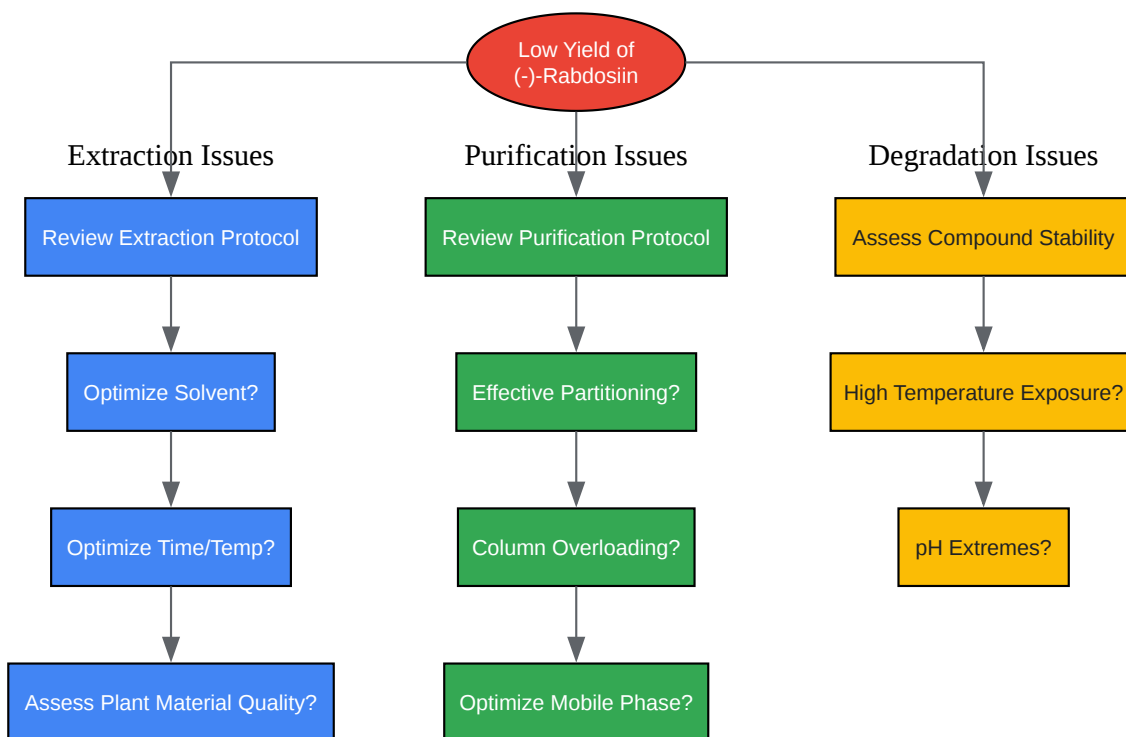 Low Yield of
(-)-Rabdosiin
Extraction Issues
Purification Issues
Degradation Issues
Review Extraction Protocol
Review Purification Protocol
Assess Compound Stability
Optimize Solvent?
Effective Partitioning?
High Temperature Exposure?
Optimize Time/Temp?
Column Overloading?
pH Extremes?
Assess Plant Material Quality?
Optimize Mobile Phase?